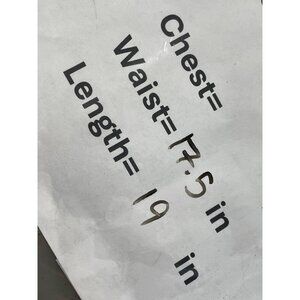 Chest=
Waist= 17.5 in
Length= 19 in